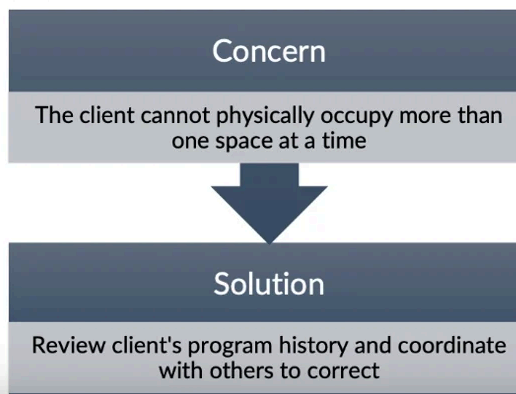 Concern
The client cannot physically occupy more than
one space at a time
Solution
Review client's program history and coordinate
with others to correct